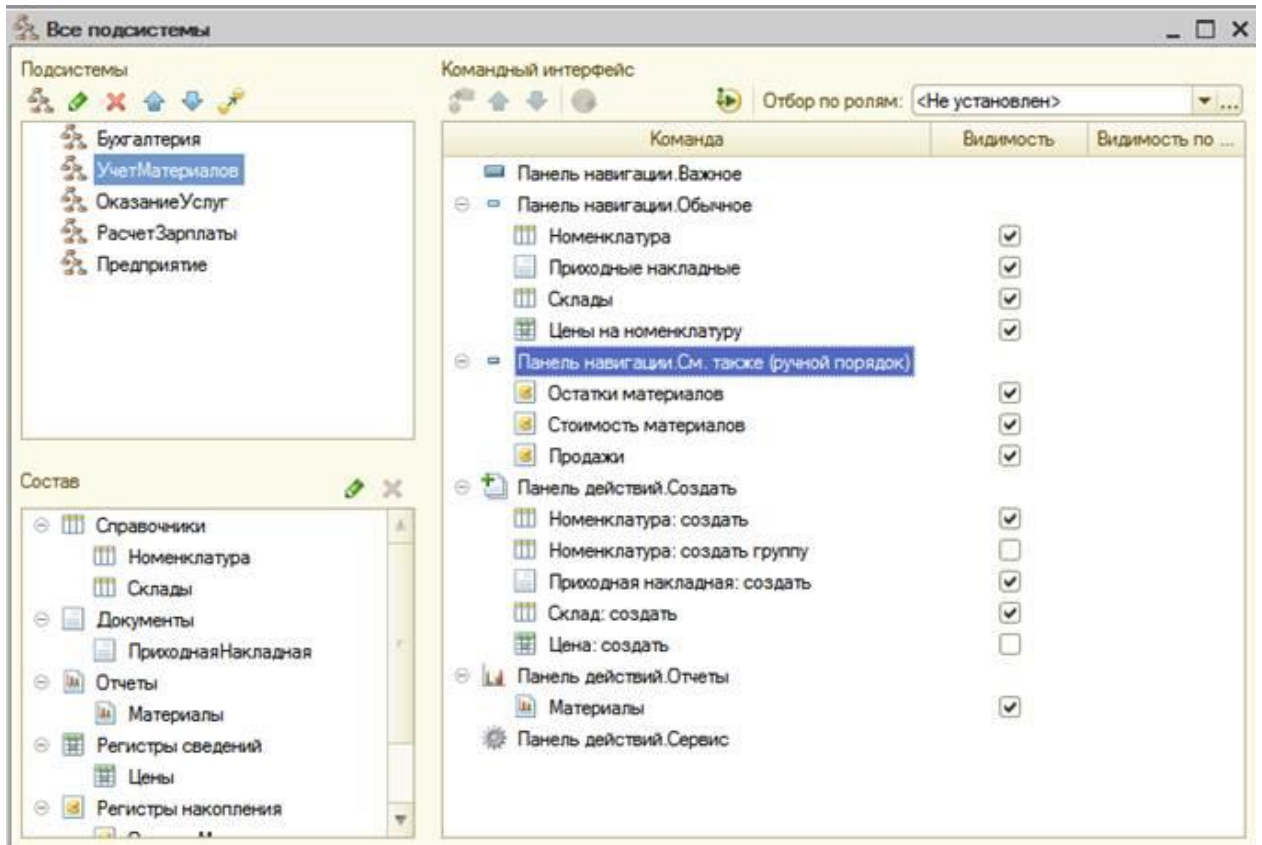 Все подсистемы
Подсистемы
Бухгалтерия
УчетМатериалов
ОказаниеУслуг
РасчетЗарплаты
Предприятие
Состав
Справочники
Номенклатура
Склады
Документы
ПриходнаяНакладная
Отчеты
Материалы
Регистры сведений
Цены
Регистры накопления
Командный интерфейс
Отбор по ролям: <Не установлен>
Команда Видимость Видимость по ...
Панель навигации.Важное
Панель навигации.Обычное
Номенклатура
Приходные накладные
Склады
Цены на номенклатуру
Панель навигации.См. также (ручной порядок)
Остатки материалов
Стоимость материалов
Продажи
Панель действий.Создать
Номенклатура: создать
Номенклатура: создать группу
Приходная накладная: создать
Склад: создать
Цена: создать
Панель действий.Отчеты
Материалы
Панель действий.Сервис